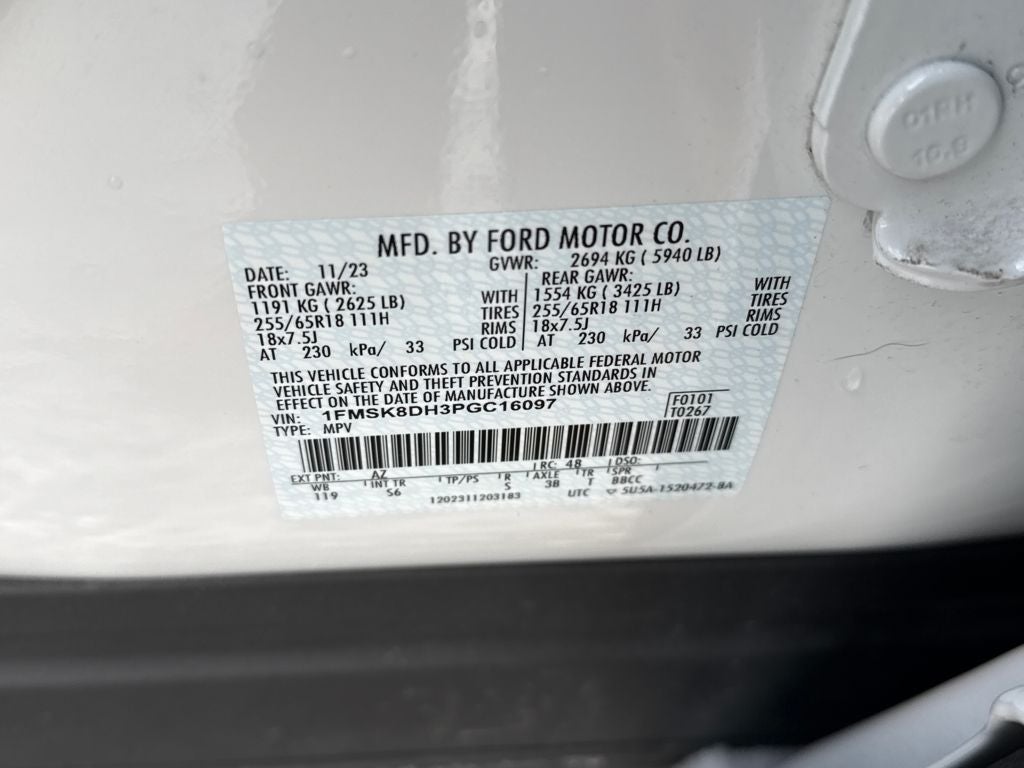 01PH
10.9
MFD. BY FORD MOTOR CO.
DATE: 11/23 GVWR: 2694 KG ( 5940 LB)
FRONT GAWR: REAR GAWR:
1191 KG ( 2625 LB) WITH 1554 KG ( 3425 LB) WITH
255/65R18 111H TIRES 255/65R18 111H TIRES
18x7.5J RIMS 18x7.5J RIMS
AT 230 kPa/ 33 PSI COLD AT 230 kPa/ 33 PSI COLD
THIS VEHICLE CONFORMS TO ALL APPLICABLE FEDERAL MOTOR
VEHICLE SAFETY AND THEFT PREVENTION STANDARDS IN
EFFECT ON THE DATE OF MANUFACTURE SHOWN ABOVE.
VIN: 1FMSK8DH3PGC16097 F0101
TYPE: MPV T0267
EXT PNT: AZ RC: 48 DSO:
WB INT TR TP/PS R AXLE TR SPR
119 S6 S 38 T BBCC
1202311203183 UTC 5U5A-1520472-BA